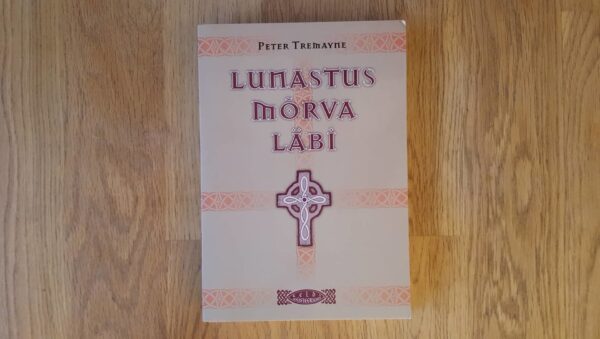 Peter Tremayne
LUNASTUS
MÕRVA
LÄBI